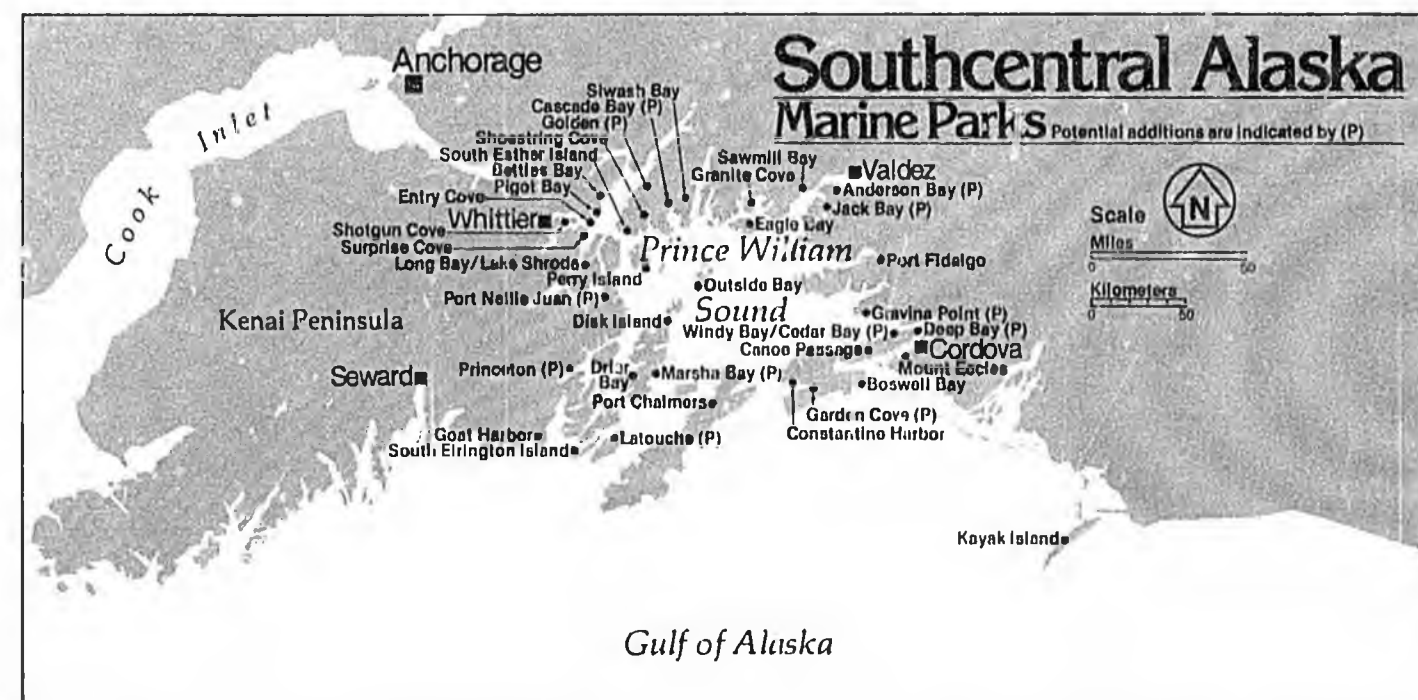 Southcentral Alaska
Marine Parks Potential additions are indicated by (P)
Anchorage
Cook Inlet
Siwash Bay
Cascade Bay (P)
Golden (P)
Shoestring Cove
South Esther Island
Bettles Bay
Pigot Bay
Entry Cove
Whittier
Shotgun Cove
Surprise Cove
Long Bay/Lake Shrode
Perry Island
Port Nellie Juan (P)
Disk Island
Sawmill Bay
Granite Cove
Valdez
Anderson Bay (P)
Jack Bay (P)
Eagle Bay
Prince William
Sound
Port Fidalgo
Outside Bay
Gravina Point (P)
Windy Bay/Cedar Bay (P)
Deep Bay (P)
Canoe Passage
Cordova
Mount Eccles
Boswell Bay
Garden Cove (P)
Constantine Harbor
Kenai Peninsula
Seward
Princeton (P)
Drier
Bay
Marsha Bay (P)
Port Chalmers
Goat Harbor
South Elrington Island
Latouche (P)
Kayak Island
Gulf of Alaska
N
Scale
Miles
0 50
Kilometers
0 50